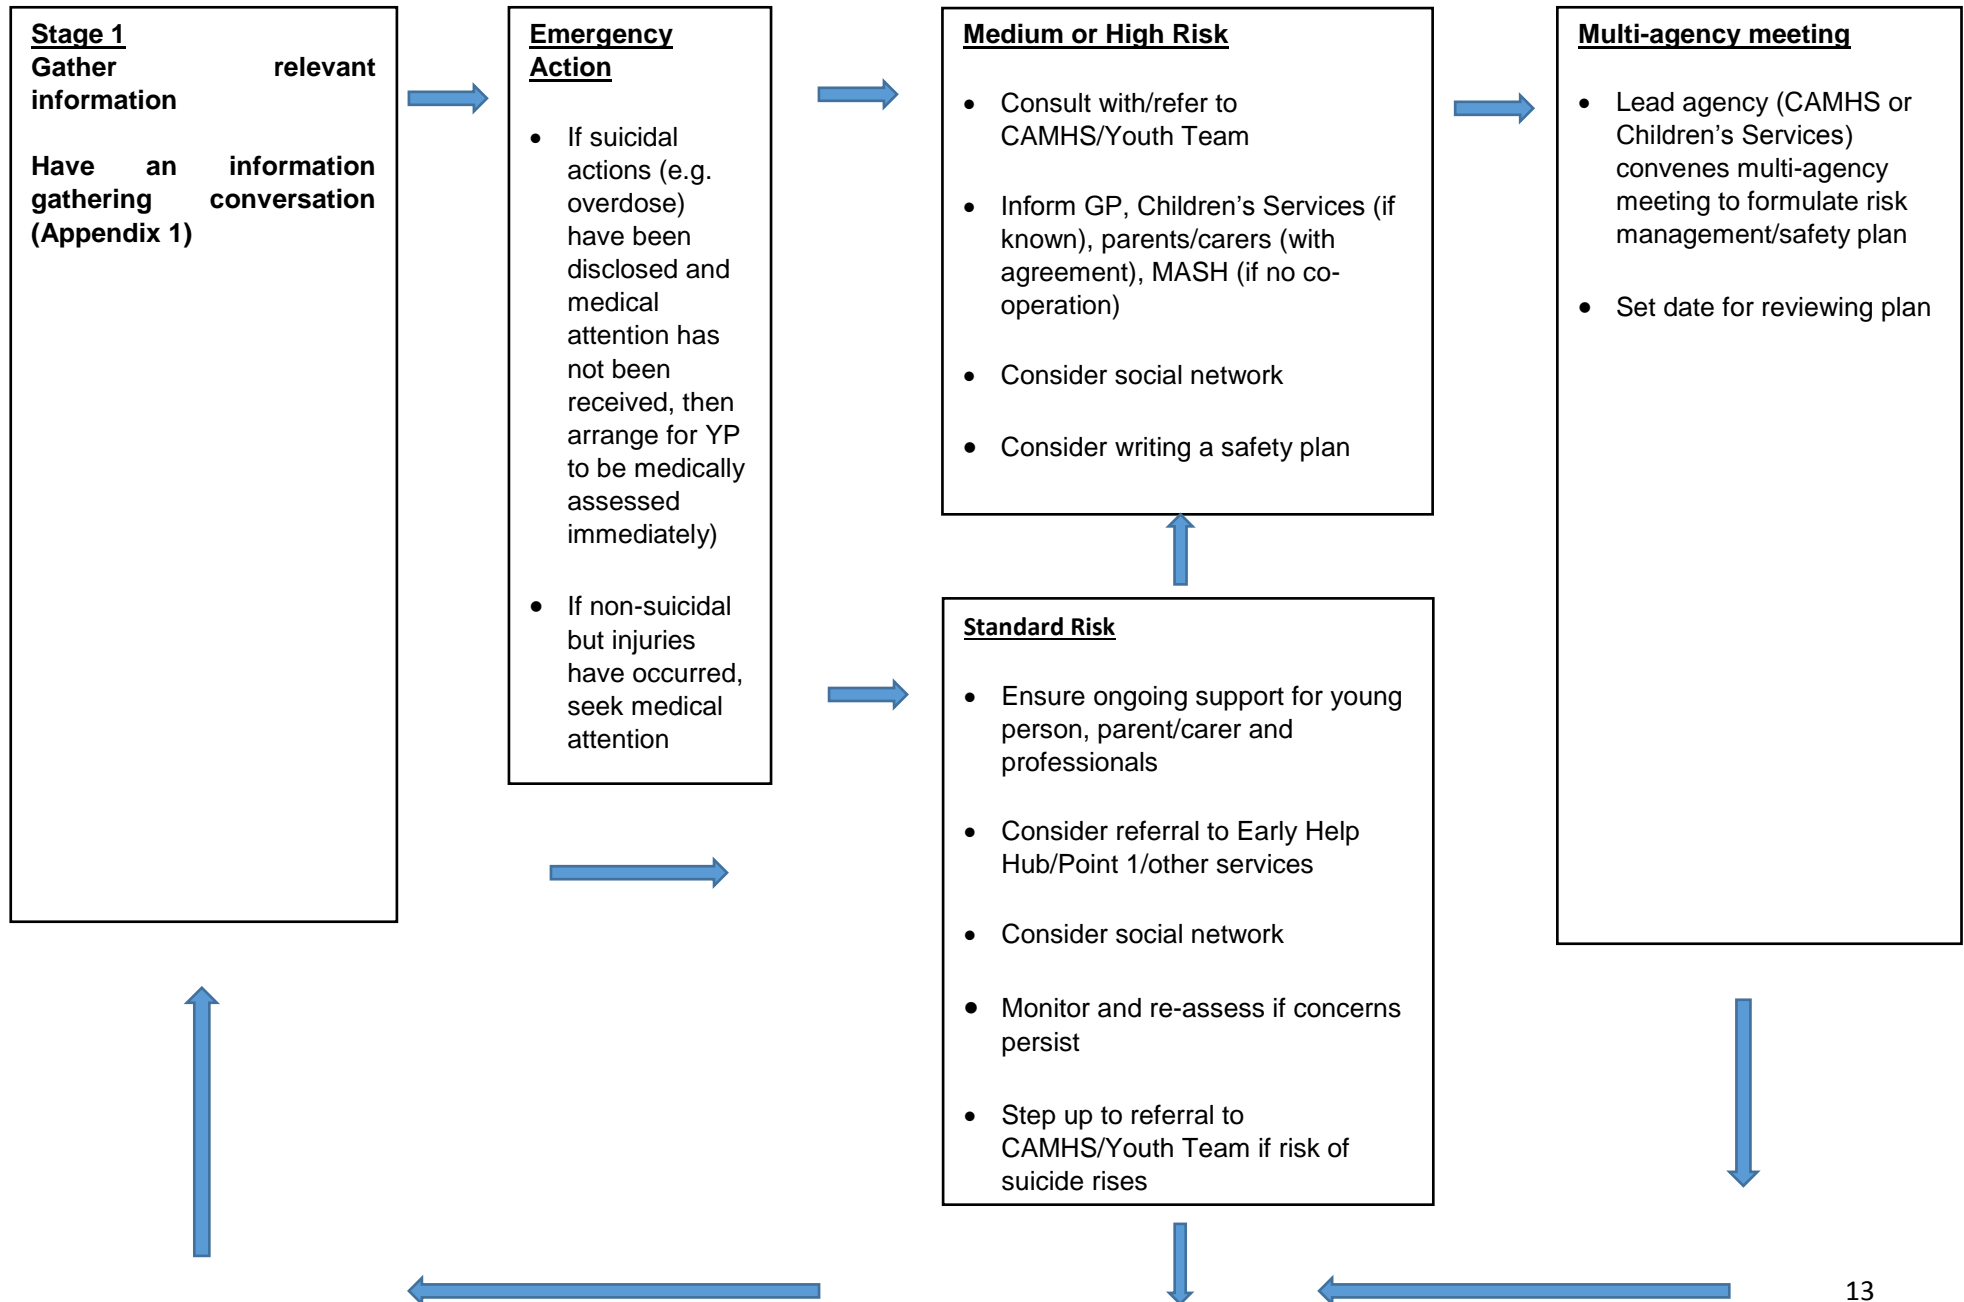 Stage 1
Gather relevant
information
Have an information
gathering conversation
(Appendix 1)
Emergency
Action
• If suicidal
actions (e.g.
overdose)
have been
disclosed and
medical
attention has
not been
received, then
arrange for YP
to be medically
assessed
immediately)
• If non-suicidal
but injuries
have occurred,
seek medical
attention
Medium or High Risk
• Consult with/refer to
CAMHS/Youth Team
• Inform GP, Children’s Services (if
known), parents/carers (with
agreement), MASH (if no co-
operation)
• Consider social network
• Consider writing a safety plan
Standard Risk
• Ensure ongoing support for young
person, parent/carer and
professionals
• Consider referral to Early Help
Hub/Point 1/other services
• Consider social network
• Monitor and re-assess if concerns
persist
• Step up to referral to
CAMHS/Youth Team if risk of
suicide rises
Multi-agency meeting
• Lead agency (CAMHS or
Children’s Services)
convenes multi-agency
meeting to formulate risk
management/safety plan
• Set date for reviewing plan
13